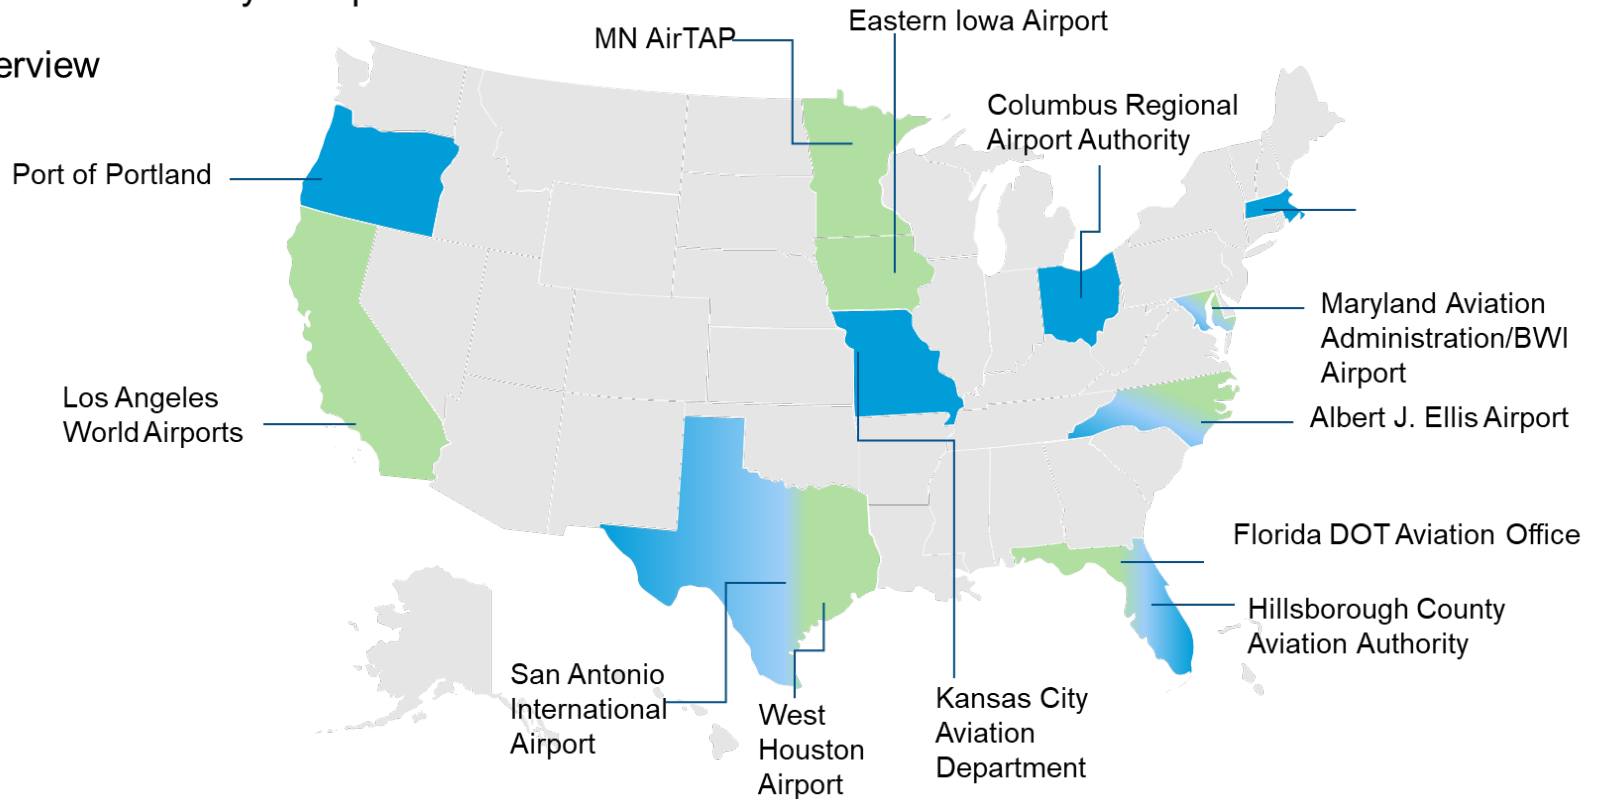 erview
MN AirTAP
Eastern Iowa Airport
Columbus Regional
Airport Authority
Port of Portland
Maryland Aviation
Administration/BWI
Airport
Los Angeles
World Airports
Albert J. Ellis Airport
Florida DOT Aviation Office
Hillsborough County
Aviation Authority
San Antonio
International
Airport
West
Houston
Airport
Kansas City
Aviation
Department